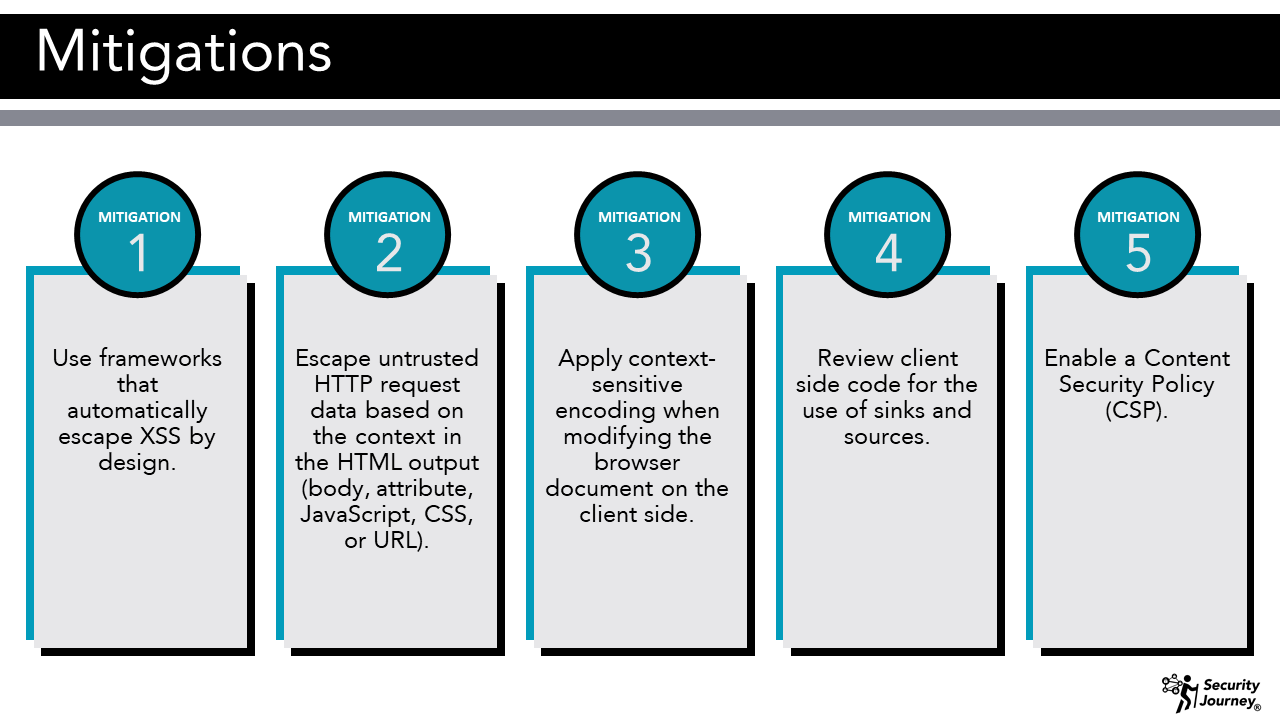 Mitigations
MITIGATION
1
Use frameworks
that
automatically
escape XSS by
design.
MITIGATION
2
Escape untrusted
HTTP request
data based on
the context in
the HTML output
(body, attribute,
JavaScript, CSS,
or URL).
MITIGATION
3
Apply context-
sensitive
encoding when
modifying the
browser
document on the
client side.
MITIGATION
4
Review client
side code for the
use of sinks and
sources.
MITIGATION
5
Enable a Content
Security Policy
(CSP).
Security
Journey®